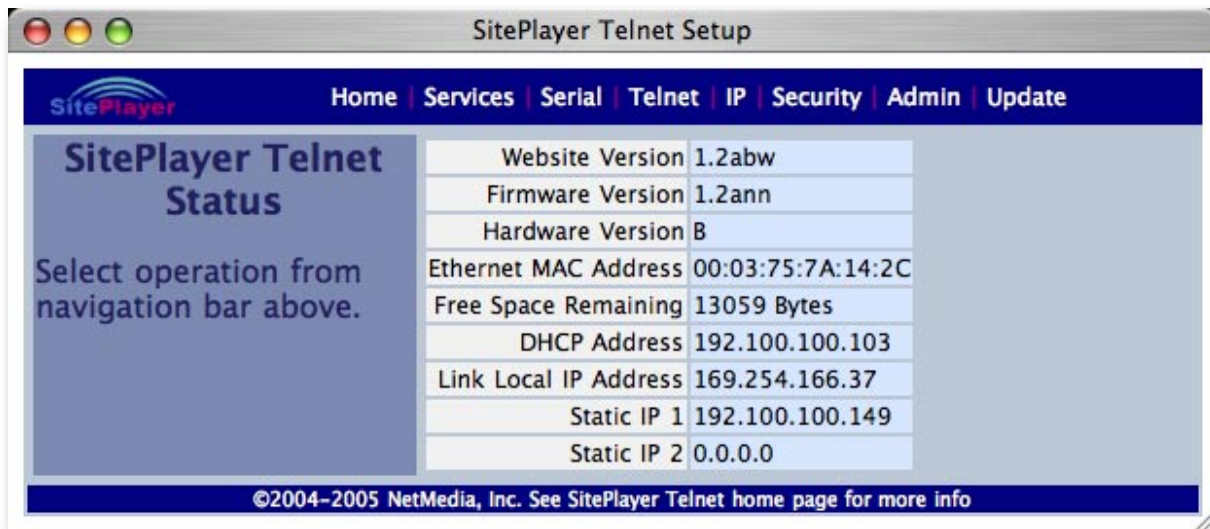 SitePlayer Telnet Setup
SitePlayer
Home | Services | Serial | Telnet | IP | Security | Admin | Update
SitePlayer Telnet
Status
Select operation from
navigation bar above.
Website Version 1.2abw
Firmware Version 1.2ann
Hardware Version B
Ethernet MAC Address 00:03:75:7A:14:2C
Free Space Remaining 13059 Bytes
DHCP Address 192.100.100.103
Link Local IP Address 169.254.166.37
Static IP 1 192.100.100.149
Static IP 2 0.0.0.0
©2004-2005 NetMedia, Inc. See SitePlayer Telnet home page for more info